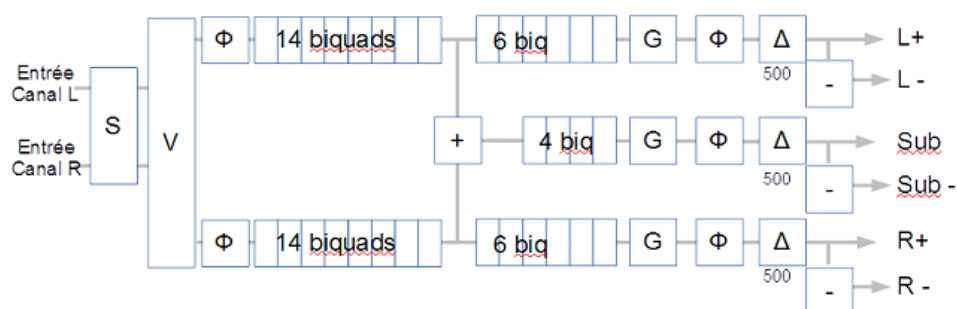 Φ 14 biquads 6 biq G Φ Δ L+
500
Entrée
Canal L
- L -
S V + 4 biq G Φ Δ Sub
Entrée
Canal R
500
- Sub -
Φ 14 biquads 6 biq G Φ Δ R+
500
- R -